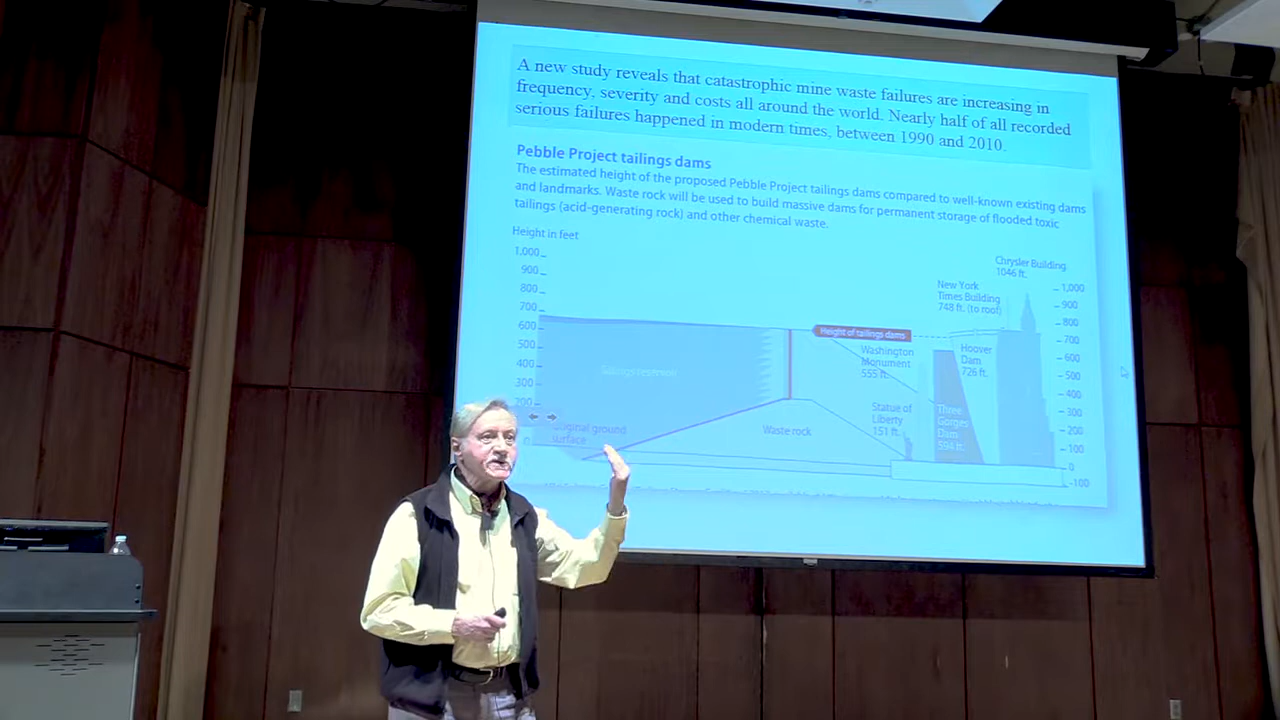 A new study reveals that catastrophic mine waste failures are increasing in
frequency, severity and costs all around the world. Nearly half of all recorded
serious failures happened in modern times, between 1990 and 2010.
Pebble Project tailings dams
The estimated height of the proposed Pebble Project tailings dams compared to well-known existing dams
and landmarks. Waste rock will be used to build massive dams for permanent storage of flooded toxic
tailings (acid-generating rock) and other chemical waste.
Height in feet
1,000
900
800
700
600
500
400
300
200
0
Tailings reservoir
original ground
surface
Waste rock
Height of tailings dams
Washington
Monument
555 ft.
Statue of
Liberty
151 ft.
Three
Gorges
Dam
594 ft.
Hoover
Dam
726 ft.
New York
Times Building
748 ft. (to roof)
Chrysler Building
1046 ft.
1,000
900
800
700
600
500
400
300
200
100
0
-100